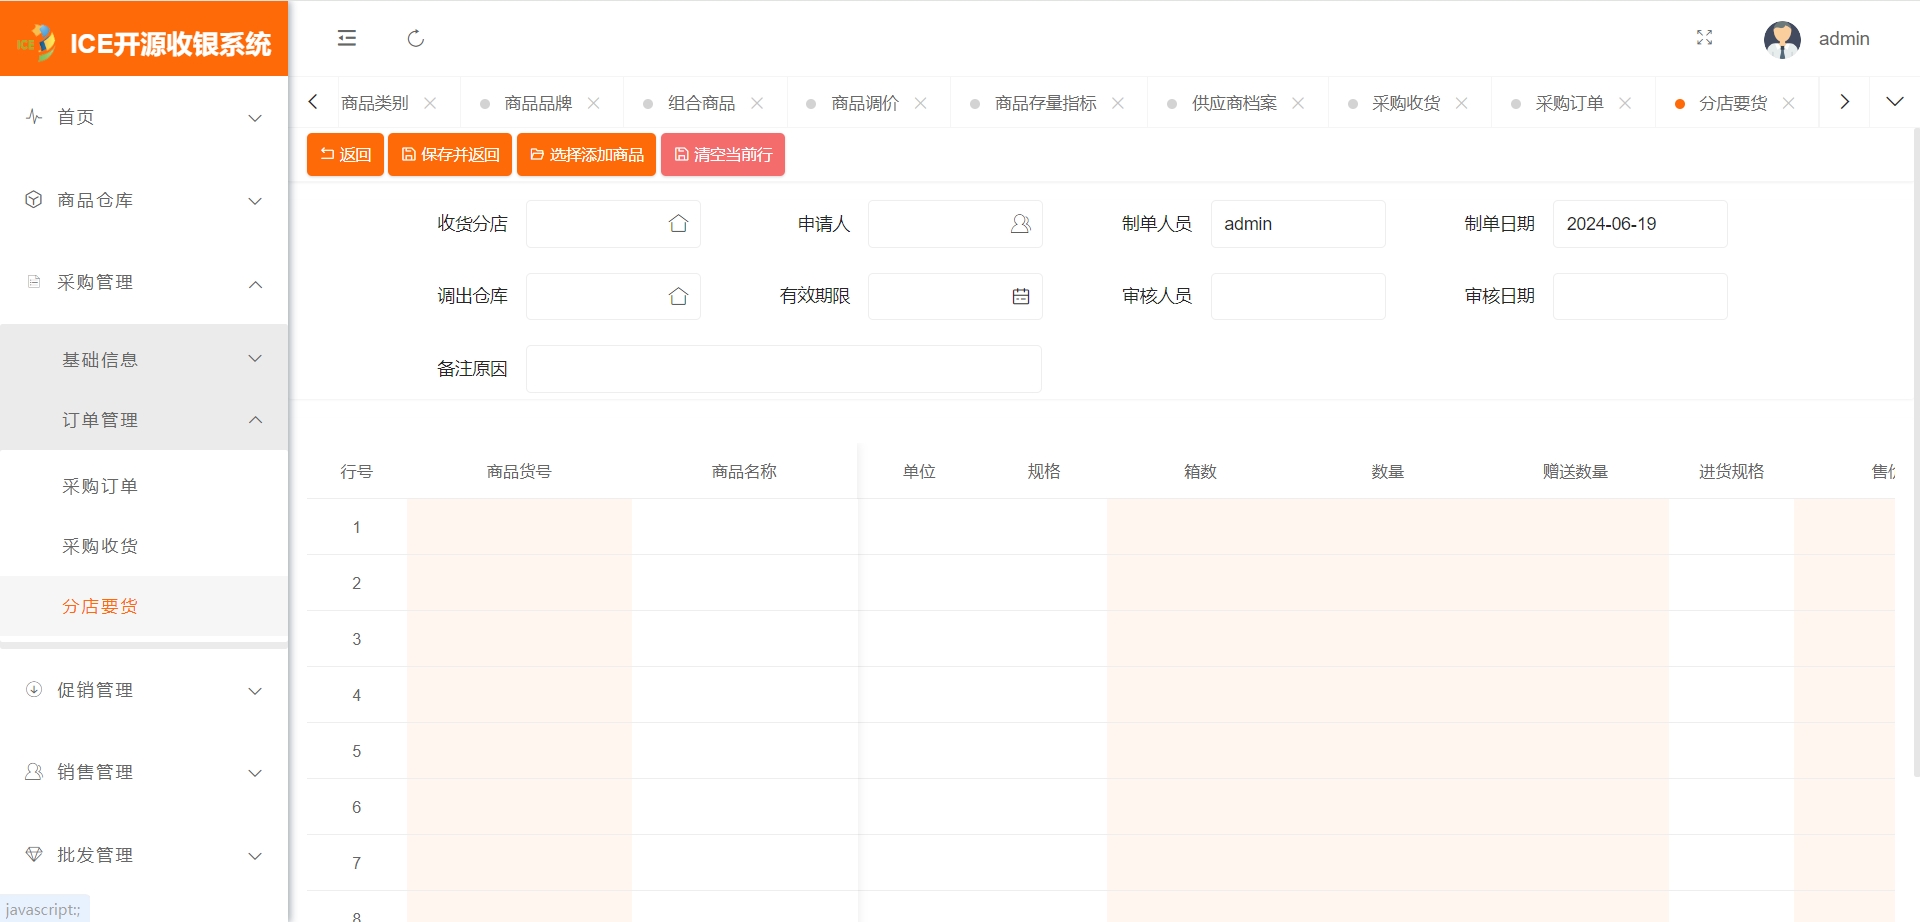 ICE ICE开源收银系统
admin
商品类别
商品品牌
组合商品
商品调价
商品存量指标
供应商档案
采购收货
采购订单
分店要货
返回
保存并返回
选择添加商品
清空当前行
首页
商品仓库
采购管理
基础信息
订单管理
采购订单
采购收货
分店要货
促销管理
销售管理
批发管理
收货分店
申请人
制单人员 admin
制单日期 2024-06-19
调出仓库
有效期限
审核人员
审核日期
备注原因
行号 商品货号 商品名称 单位 规格 箱数 数量 赠送数量 进货规格 售价
1
2
3
4
5
6
7
8
javascript:;